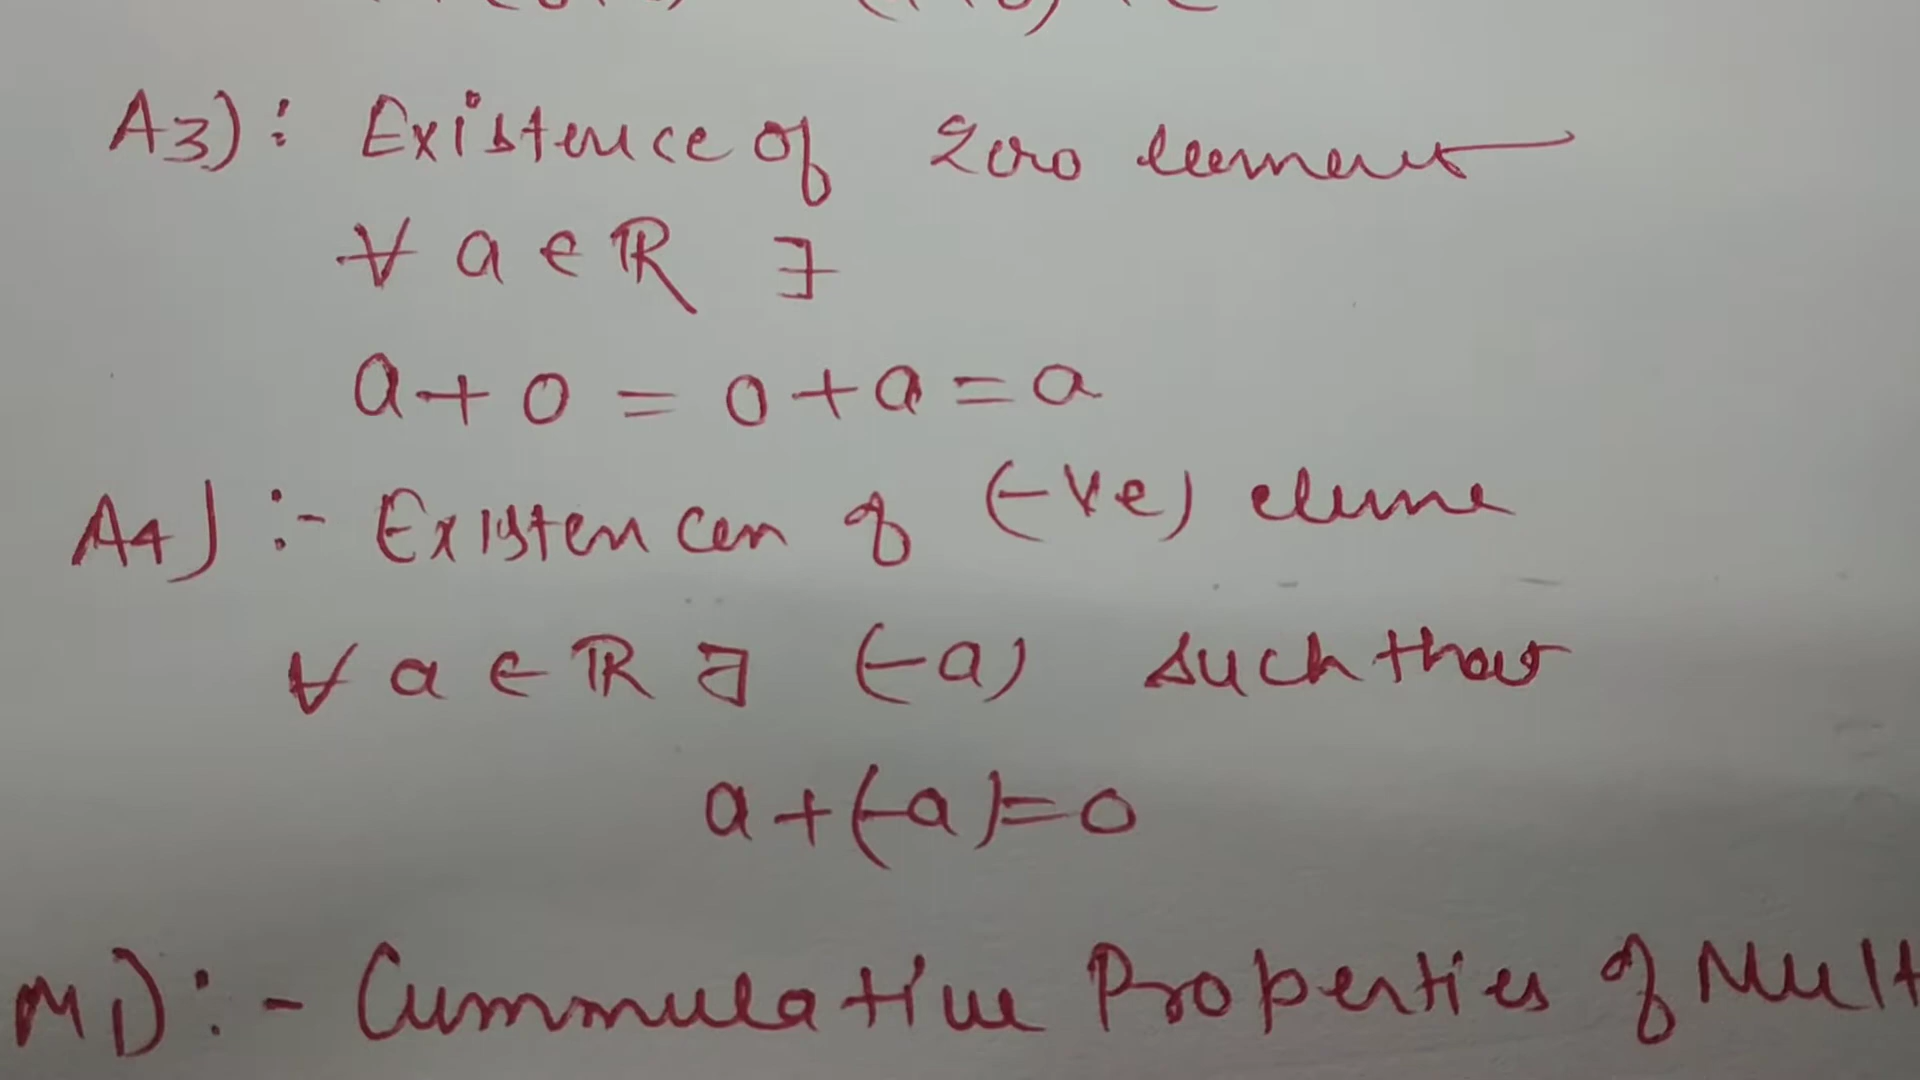 A3): Existence of zero element
∀ a ∈ ℝ ∃
a + 0 = 0 + a = a
A4) :- Existencen of (-ve) eleme
∀ a ∈ ℝ ∃ (-a) such that
a + (-a) = 0
M1) :- Cummulative Properties of Mult